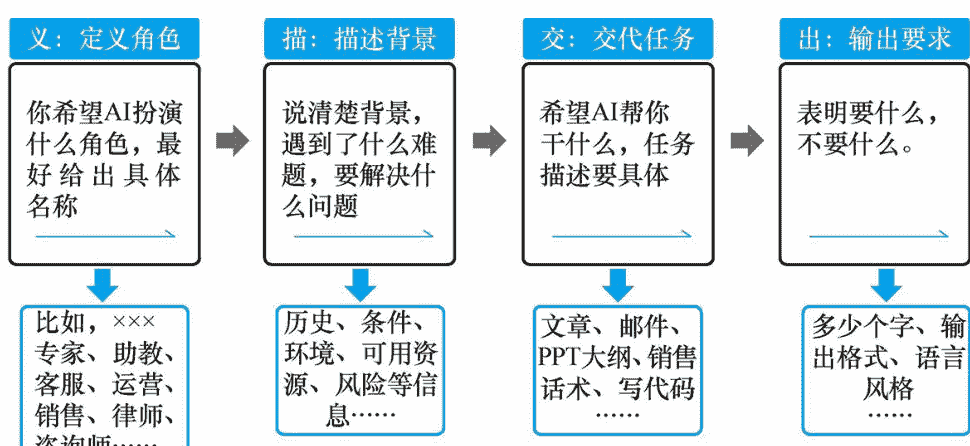 义：定义角色
你希望AI扮演
什么角色，最
好给出具体
名称
比如，×××
专家、助教、
客服、运营、
销售、律师、
咨询师……
描：描述背景
说清楚背景，
遇到了什么难
题，要解决什
么问题
历史、条件、
环境、可用资
源、风险等信
息……
交：交代任务
希望AI帮你
干什么，任务
描述要具体
文章、邮件、
PPT大纲、销售
话术、写代码
……
出：输出要求
表明要什么，
不要什么。
多少个字、输
出格式、语言
风格
……